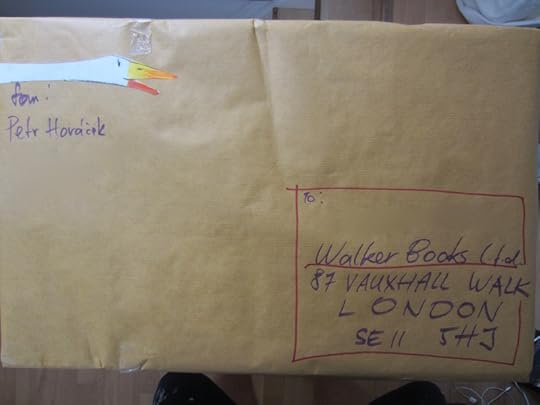 from:
Petr Horáček
To:
Walker Books Ltd.
87 VAUXHALL WALK
LONDON
SE11 5HJ